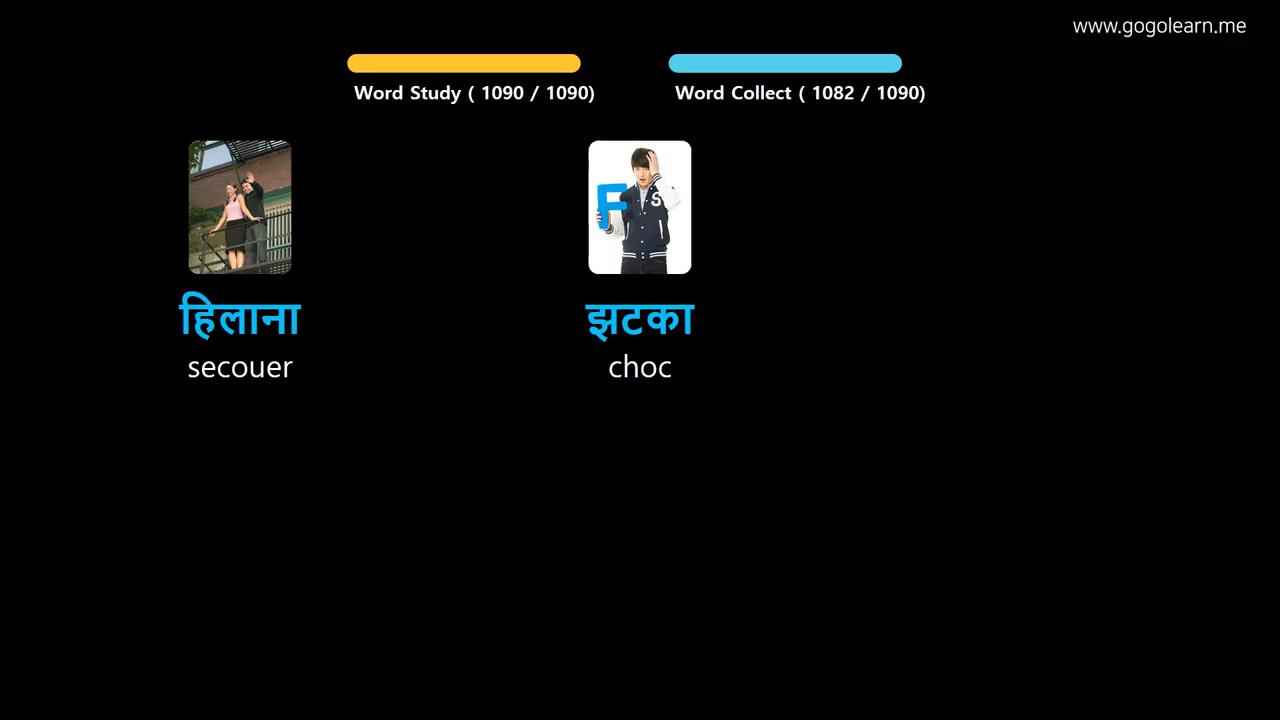 www.gogolearn.me
Word Study ( 1090 / 1090)
Word Collect ( 1082 / 1090)
F
S
हिलाना
secouer
झटका
choc